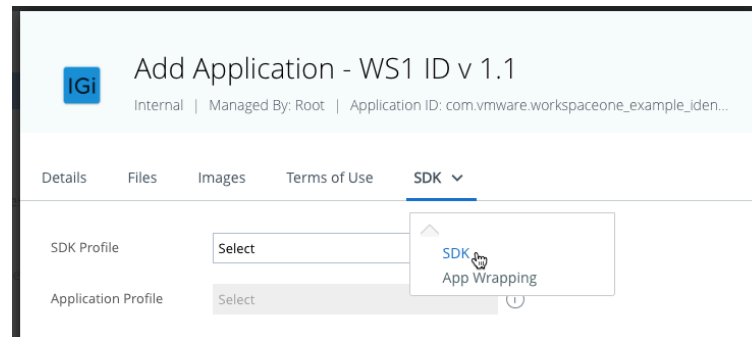 IGi
Add Application - WS1 ID v 1.1
Internal | Managed By: Root | Application ID: com.vmware.workspaceone_example_iden...
Details Files Images Terms of Use SDK
SDK Profile Select
SDK
App Wrapping
Application Profile Select